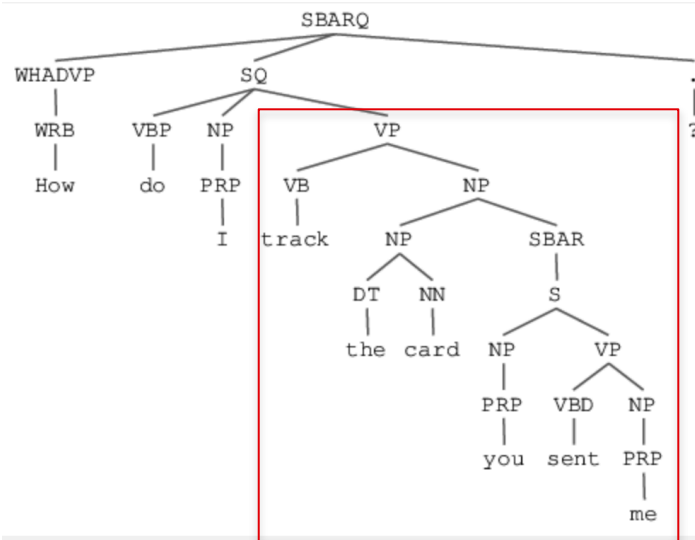 SBARQ
WHADVP SQ .
WRB VBP NP VP ?
How do PRP VB NP
I track NP SBAR
DT NN S
the card NP VP
PRP VBD NP
you sent PRP
me